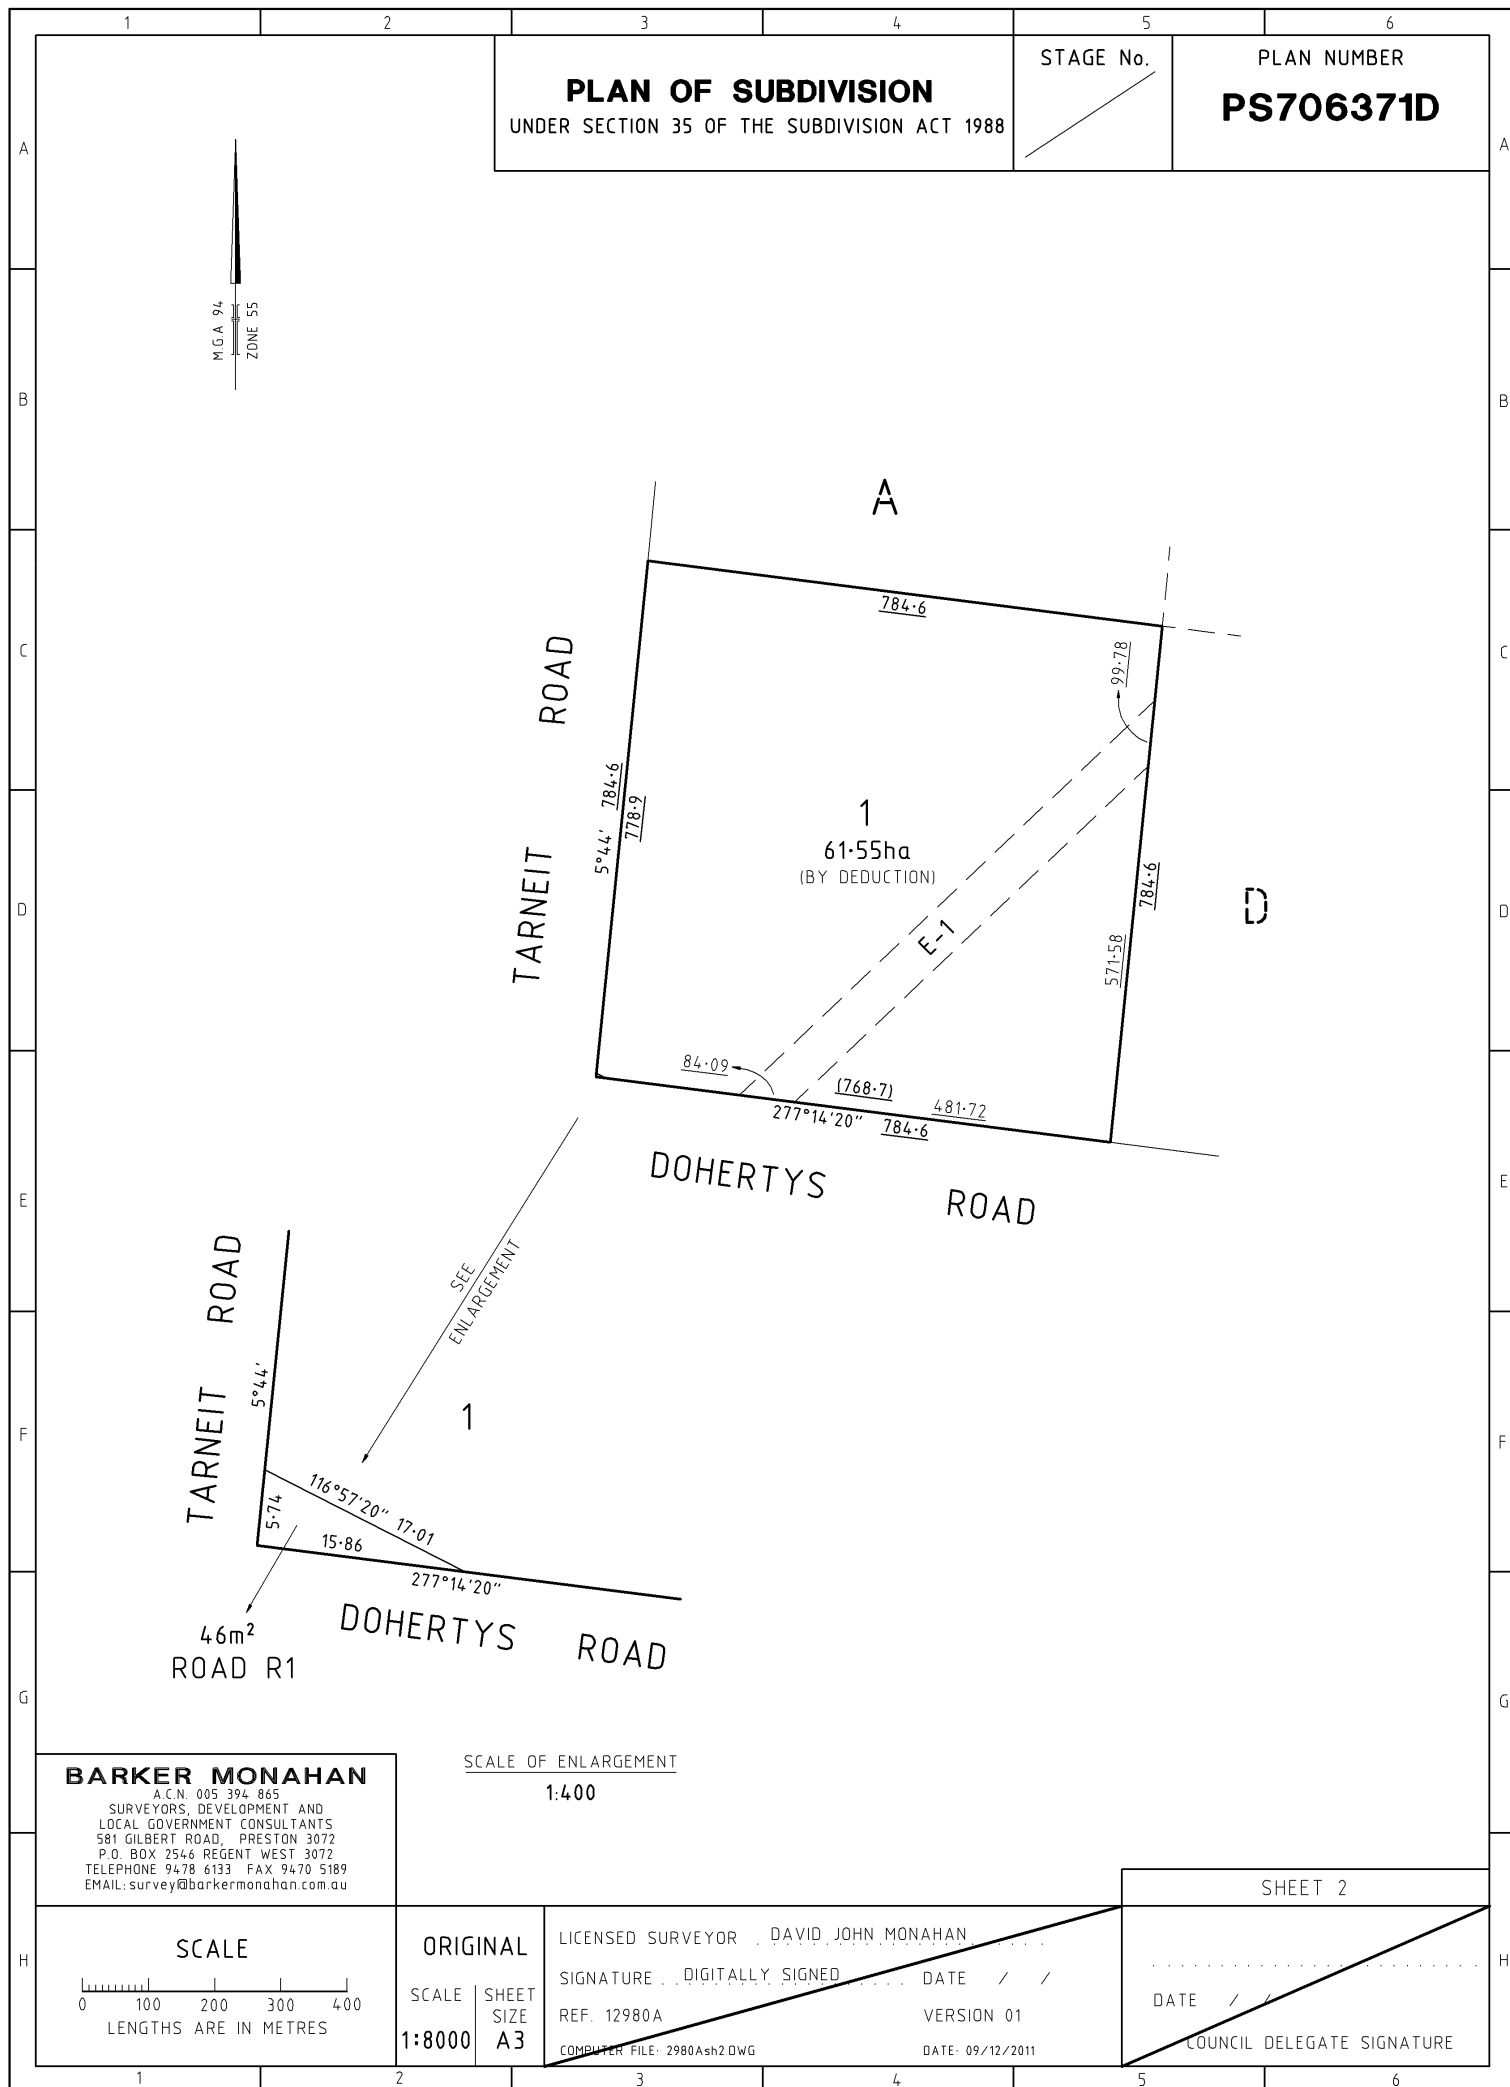 1 2 3 4 5 6
PLAN OF SUBDIVISION
UNDER SECTION 35 OF THE SUBDIVISION ACT 1988
STAGE No.
PLAN NUMBER
PS706371D
A A
M.G.A 94
ZONE 55
B B
A
784·6
C C
99·78
ROAD
TARNEIT
5°44' 784·6
778·9
1
61·55ha
(BY DEDUCTION)
784·6
D D
D
E-1
571·58
84·09
(768·7)
481·72
277°14'20"
784·6
DOHERTYS ROAD
E E
SEE
ENLARGEMENT
TARNEIT ROAD
5°44'
1
F F
116°57'20" 17·01
5·74
15·86
277°14'20"
DOHERTYS ROAD
46m²
ROAD R1
G G
SCALE OF ENLARGEMENT
1:400
BARKER MONAHAN
A.C.N. 005 394 865
SURVEYORS, DEVELOPMENT AND
LOCAL GOVERNMENT CONSULTANTS
581 GILBERT ROAD, PRESTON 3072
P.O. BOX 2546 REGENT WEST 3072
TELEPHONE 9478 6133 FAX 9470 5189
EMAIL: survey@barkermonahan.com.au
SHEET 2
H H
SCALE
0 100 200 300 400
LENGTHS ARE IN METRES
ORIGINAL
SCALE
1:8000
SHEET
SIZE
A3
LICENSED SURVEYOR DAVID JOHN MONAHAN
SIGNATURE DIGITALLY SIGNED DATE / /
REF. 12980A VERSION 01
COMPUTER FILE: 2980Ash2.DWG DATE: 09/12/2011
DATE / /
COUNCIL DELEGATE SIGNATURE
1 2 3 4 5 6